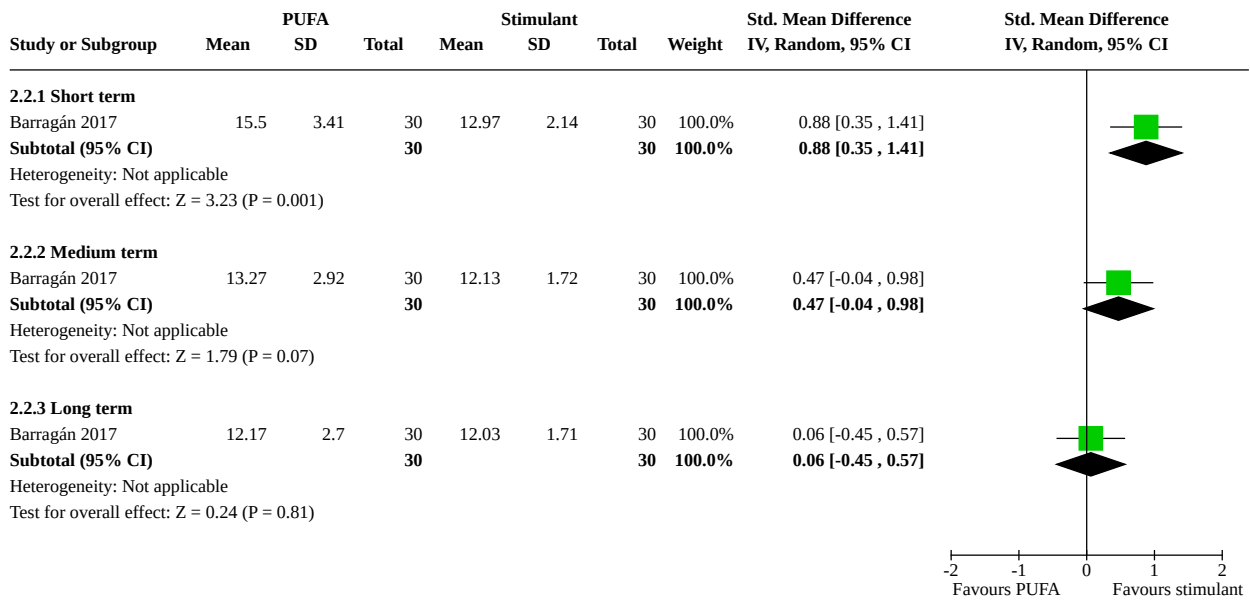 PUFA Stimulant Std. Mean Difference Std. Mean Difference
Study or Subgroup Mean SD Total Mean SD Total Weight IV, Random, 95% CI IV, Random, 95% CI
2.2.1 Short term
Barragán 2017 15.5 3.41 30 12.97 2.14 30 100.0% 0.88 [0.35 , 1.41]
Subtotal (95% CI) 30 30 100.0% 0.88 [0.35 , 1.41]
Heterogeneity: Not applicable
Test for overall effect: Z = 3.23 (P = 0.001)
2.2.2 Medium term
Barragán 2017 13.27 2.92 30 12.13 1.72 30 100.0% 0.47 [-0.04 , 0.98]
Subtotal (95% CI) 30 30 100.0% 0.47 [-0.04 , 0.98]
Heterogeneity: Not applicable
Test for overall effect: Z = 1.79 (P = 0.07)
2.2.3 Long term
Barragán 2017 12.17 2.7 30 12.03 1.71 30 100.0% 0.06 [-0.45 , 0.57]
Subtotal (95% CI) 30 30 100.0% 0.06 [-0.45 , 0.57]
Heterogeneity: Not applicable
Test for overall effect: Z = 0.24 (P = 0.81)
-2 -1 0 1 2
Favours PUFA Favours stimulant